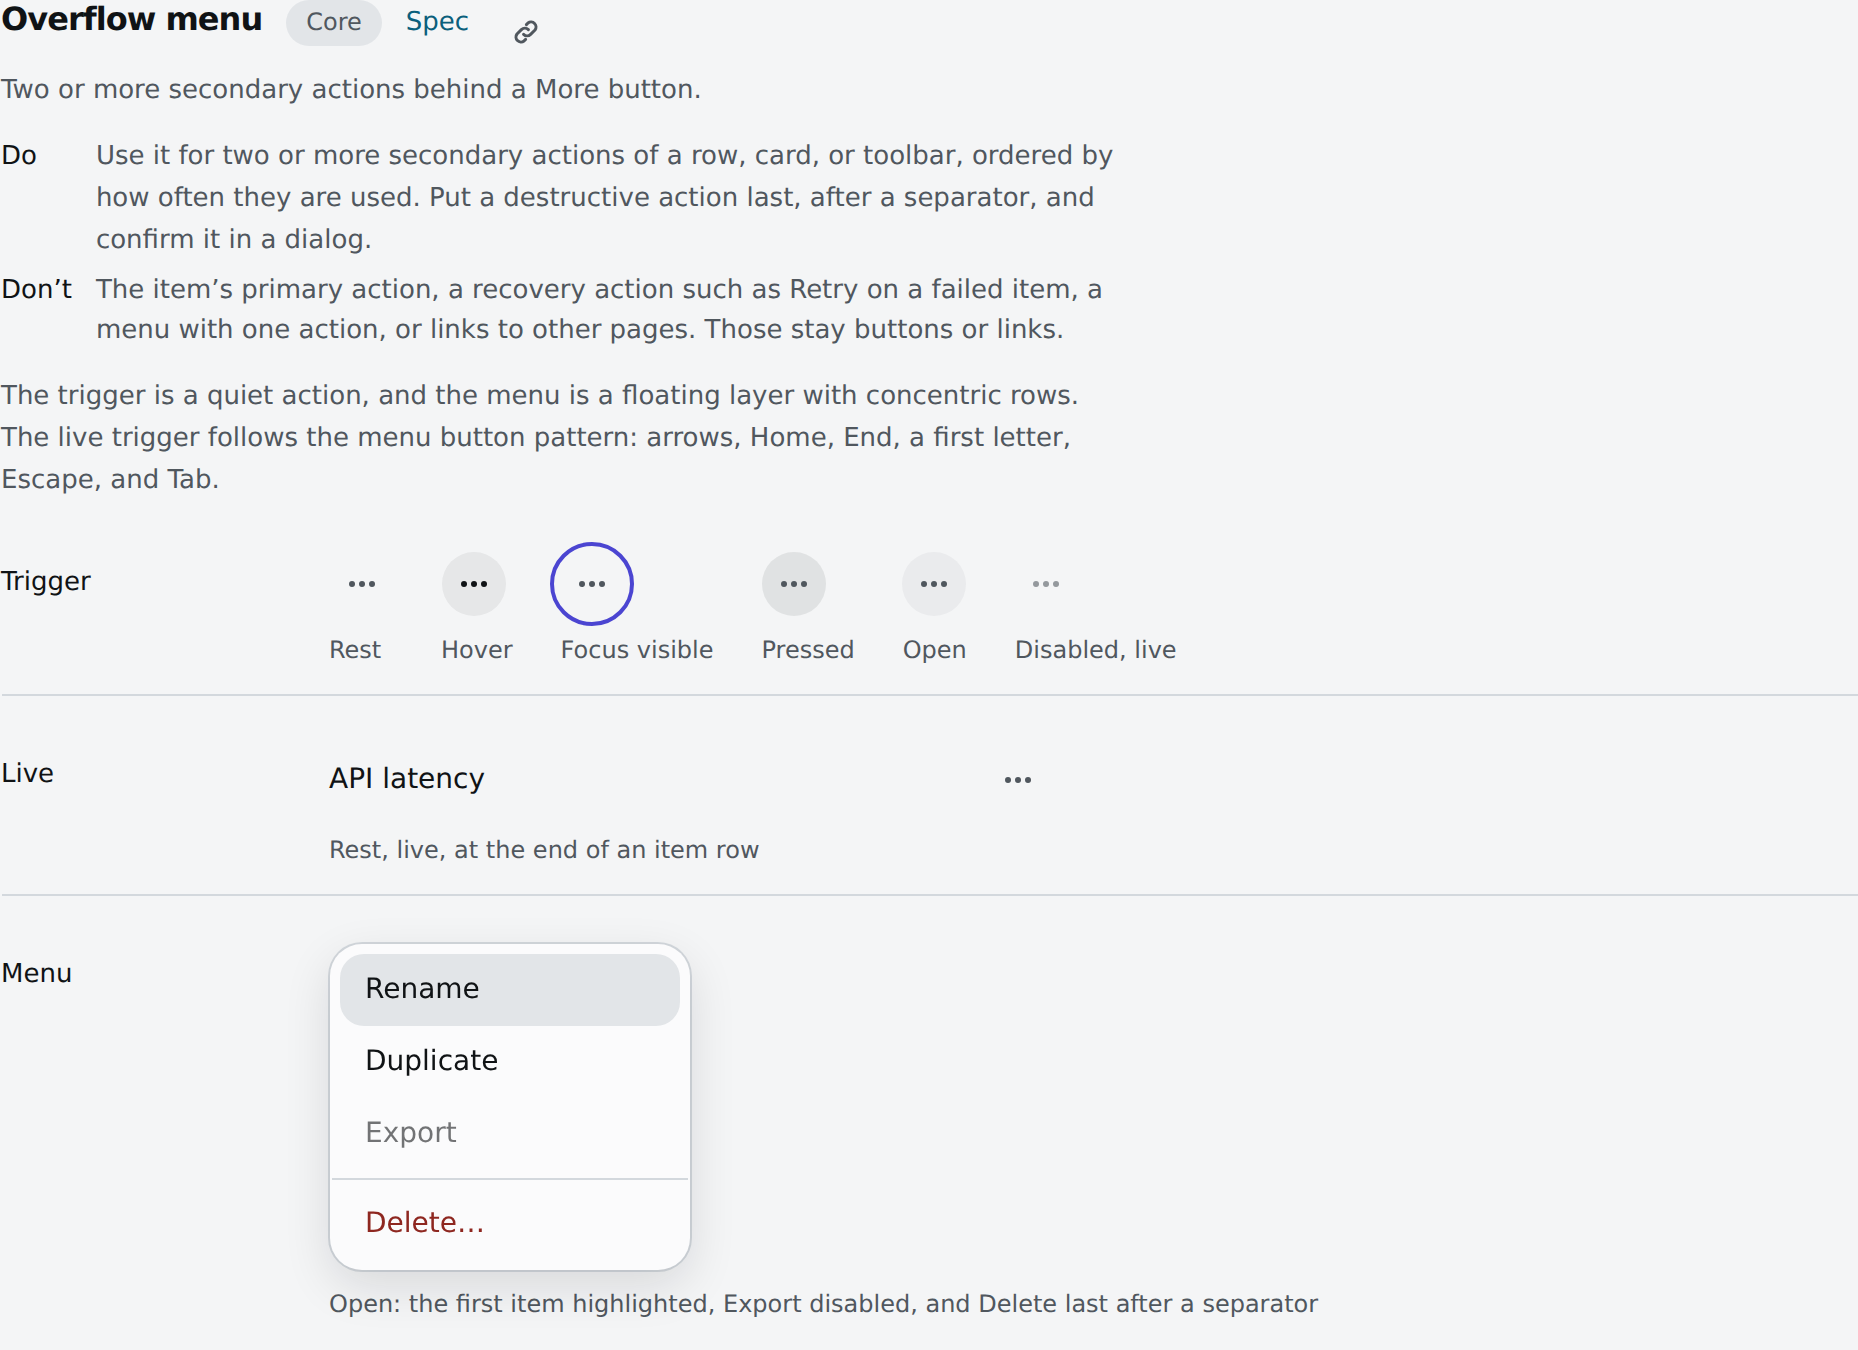 Overflow menu Core Spec
Two or more secondary actions behind a More button.
Do Use it for two or more secondary actions of a row, card, or toolbar, ordered by
how often they are used. Put a destructive action last, after a separator, and
confirm it in a dialog.
Don’t The item’s primary action, a recovery action such as Retry on a failed item, a
menu with one action, or links to other pages. Those stay buttons or links.
The trigger is a quiet action, and the menu is a floating layer with concentric rows.
The live trigger follows the menu button pattern: arrows, Home, End, a first letter,
Escape, and Tab.
Trigger
Rest Hover Focus visible Pressed Open Disabled, live
Live API latency
Rest, live, at the end of an item row
Menu Rename
Duplicate
Export
Delete…
Open: the first item highlighted, Export disabled, and Delete last after a separator